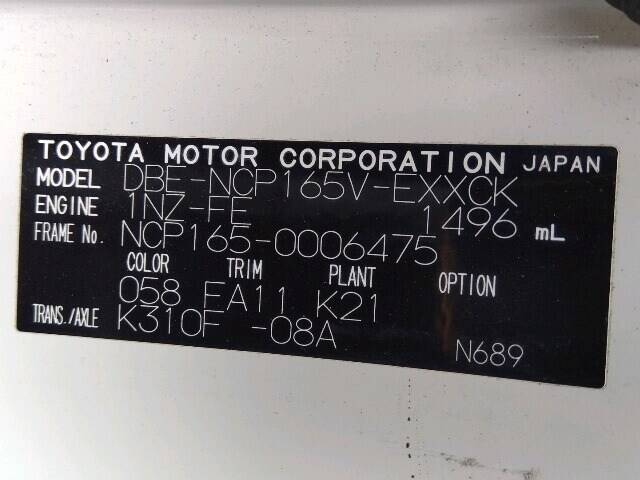 TOYOTA MOTOR CORPORATION JAPAN
MODEL DBE-NCP165V-EXXCK
ENGINE 1NZ-FE 1496 mL
FRAME No. NCP165-0006475
COLOR TRIM PLANT OPTION
058 FA11 K21
TRANS./AXLE K310F -08A
N689